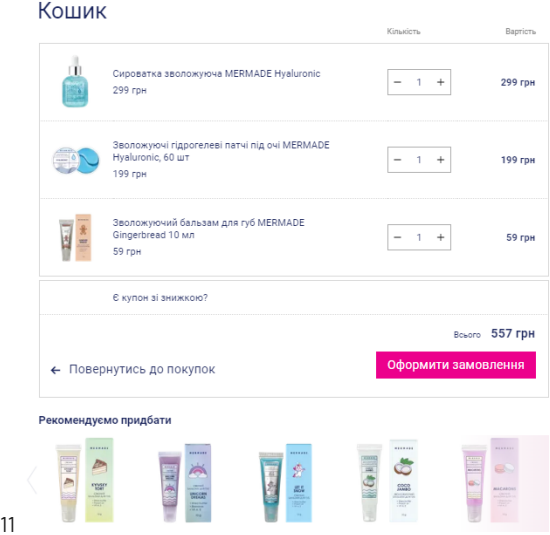 Кошик
Кількість Вартість
Сироватка зволожуюча MERMADE Hyaluronic
299 грн
− 1 +
299 грн
Зволожуючі гідрогелеві патчі під очі MERMADE
Hyaluronic, 60 шт
199 грн
− 1 +
199 грн
Зволожуючий бальзам для губ MERMADE
Gingerbread 10 мл
59 грн
− 1 +
59 грн
Є купон зі знижкою?
Всього 557 грн
← Повернутись до покупок
Оформити замовлення
Рекомендуємо придбати
11